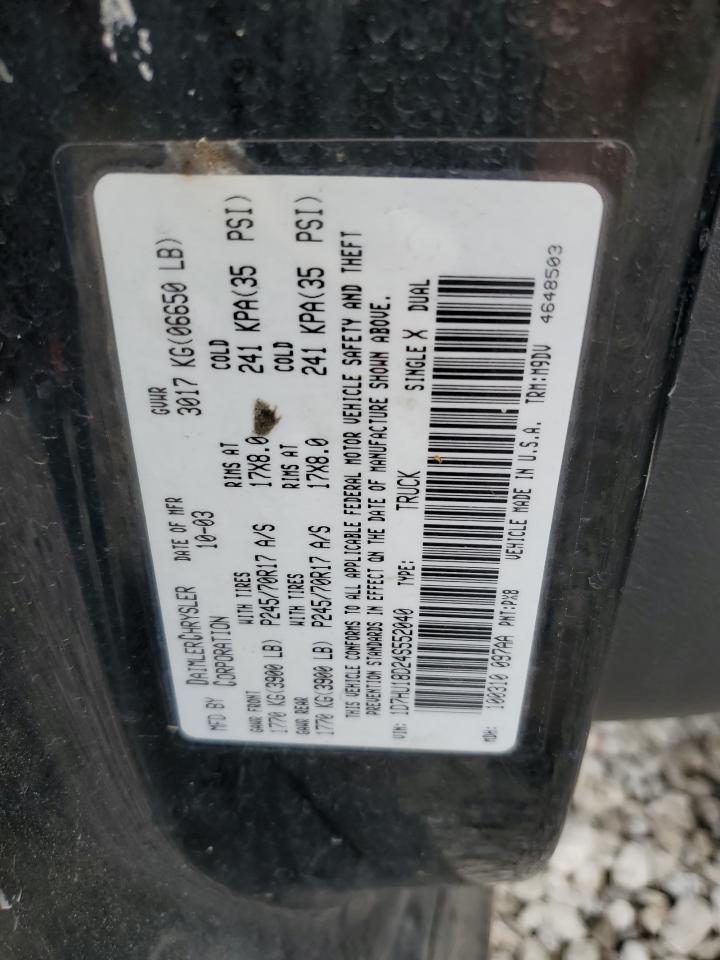 MFD BY DAIMLERCHRYSLER CORPORATION DATE OF MFR 10-03 GVWR 3017 KG(06650 LB)
GAWR FRONT WITH TIRES RIMS AT COLD
1770 KG(3900 LB) P245/70R17 A/S 17X8.0 241 KPA(35 PSI)
GAWR REAR WITH TIRES RIMS AT COLD
1770 KG(3900 LB) P245/70R17 A/S 17X8.0 241 KPA(35 PSI)
THIS VEHICLE CONFORMS TO ALL APPLICABLE FEDERAL MOTOR VEHICLE SAFETY AND THEFT
PREVENTION STANDARDS IN EFFECT ON THE DATE OF MANUFACTURE SHOWN ABOVE.
VIN: 1D7HU18D24S552040 TYPE: TRUCK SINGLE X DUAL
MDH: 100310 097AA PNT:PX8 VEHICLE MADE IN U.S.A. TRM:M9DV 4648503